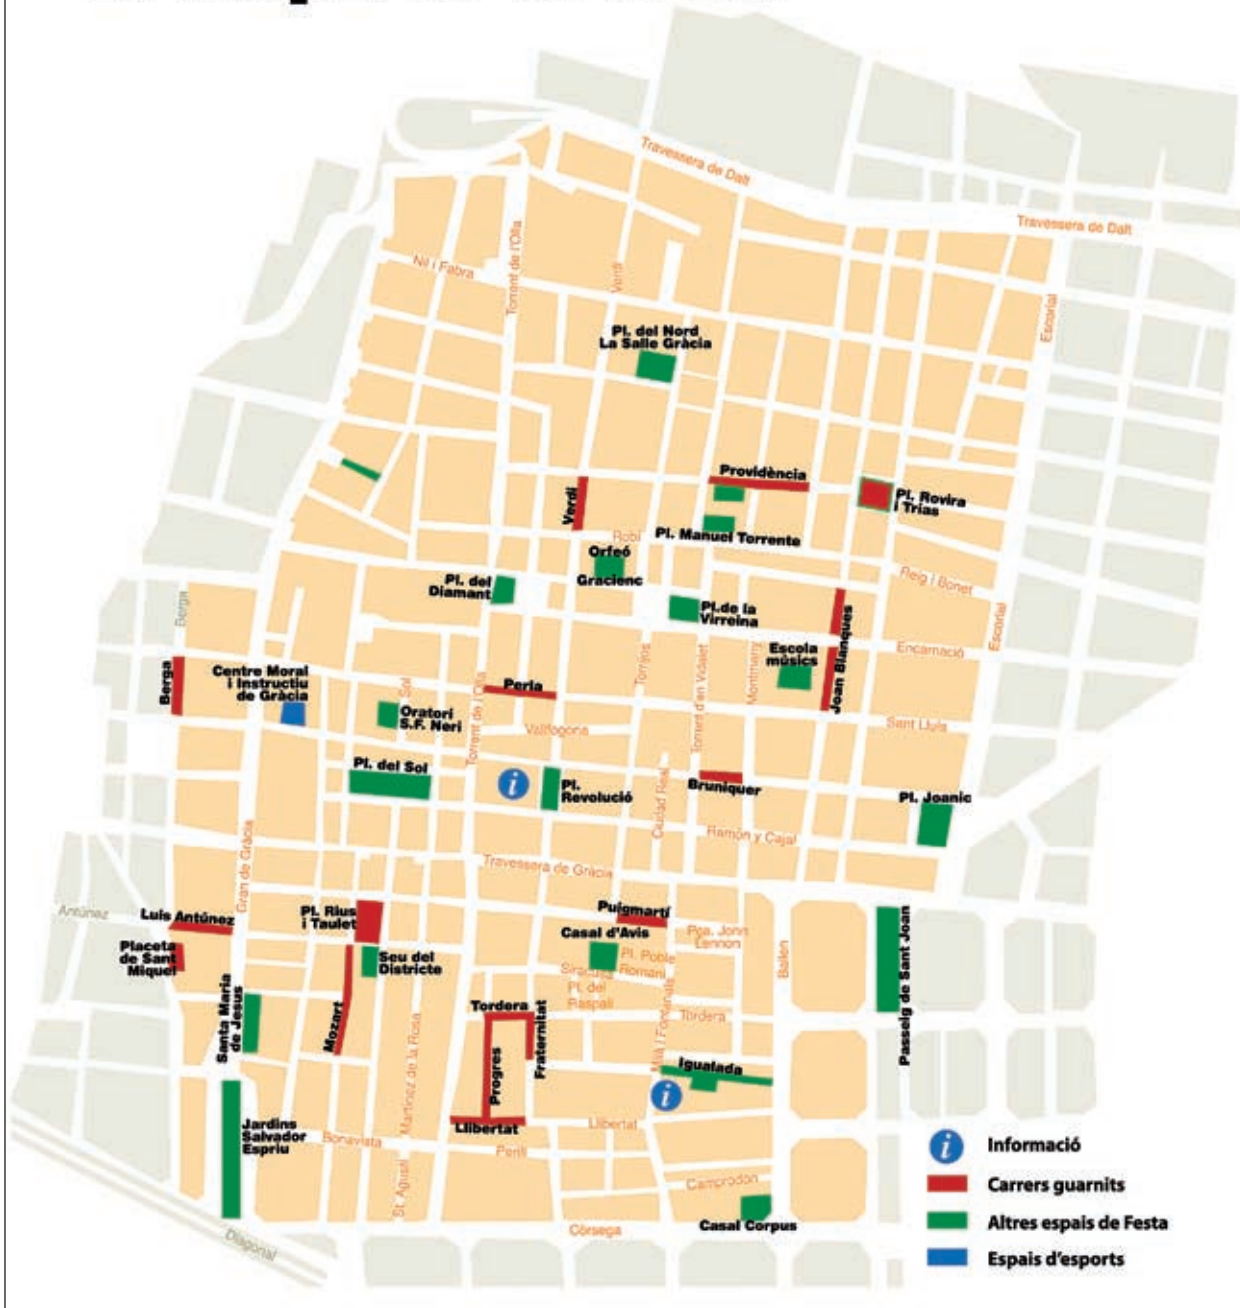 Travessera de Dalt
Travessera de Dalt
Nil i Fabra
Torrent de l'Olla
Verdi
Escorial
Pl. del Nord
La Salle Gràcia
Providència
Verdi
Pl. Rovira
i Trias
Robí
Pl. Manuel Torrente
Orfeó
Gracienc
Pl. del
Diamant
Reig i Bonet
Berga
Pl.de la
Virreina
Joan Blanques
Escorial
Encarnació
Escola
músics
Torrijos
Torrent d'en Vidalet
Montmany
Berga
Centre Moral
i Instructiu
de Gràcia
Sol
Oratori
S.F. Neri
Torrent de l'Olla
Perla
Vallfogona
Sant Lluís
Pl. del Sol
Pl.
Revolució
Bruniquer
Ciudad Real
Pl. Joanic
Ramón y Cajal
Gran de Gràcia
Travessera de Gràcia
Antúnez
Luis Antúnez
Placeta
de Sant
Miquel
Pl. Rius
i Taulet
Seu del
Districte
Puigmartí
Casal d'Avis
Pl. Poble
Romaní
Siracusa
Pl. del
Raspall
Pça. John
Lennon
Bailen
Passeig de Sant Joan
Santa Maria
de Jesus
Mozart
Martínez de la Rosa
Tordera
Fraternitat
Progres
Milà i Fontanals
Tordera
Igualada
Llibertat
Llibertat
Jardins
Salvador
Espriu
Bonavista
St. Agustí
Perill
Camprodon
Casal Corpus
Còrsega
Diagonal
i Informació
Carrers guarnits
Altres espais de Festa
Espais d'esports